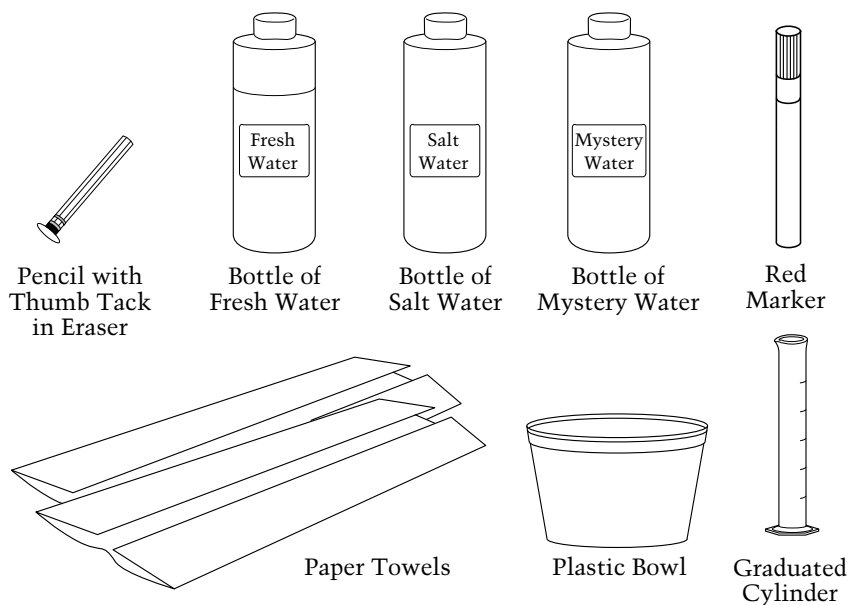 Fresh
Water
Salt
Water
Mystery
Water
Pencil with
Thumb Tack
in Eraser
Bottle of
Fresh Water
Bottle of
Salt Water
Bottle of
Mystery Water
Red
Marker
Paper Towels
Plastic Bowl
Graduated
Cylinder